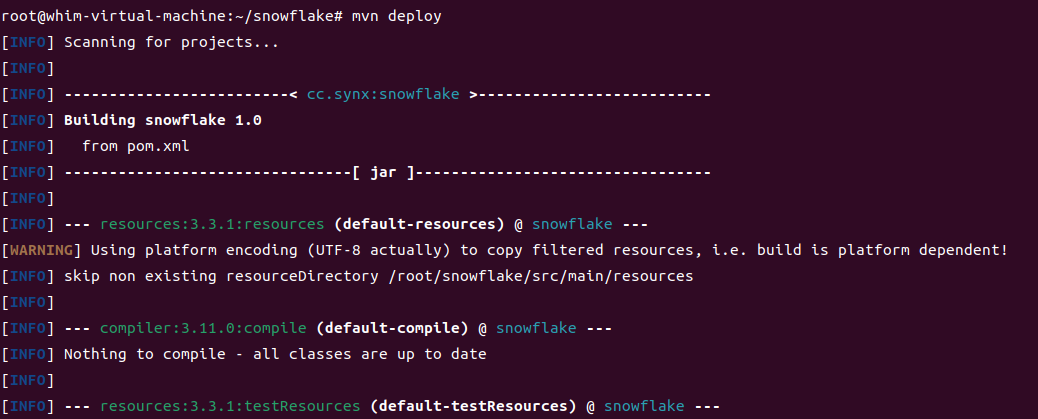 root@whim-virtual-machine:~/snowflake# mvn deploy
[INFO] Scanning for projects...
[INFO]
[INFO] -------------------------< cc.synx:snowflake >--------------------------
[INFO] Building snowflake 1.0
[INFO]   from pom.xml
[INFO] --------------------------------[ jar ]---------------------------------
[INFO]
[INFO] --- resources:3.3.1:resources (default-resources) @ snowflake ---
[WARNING] Using platform encoding (UTF-8 actually) to copy filtered resources, i.e. build is platform dependent!
[INFO] skip non existing resourceDirectory /root/snowflake/src/main/resources
[INFO]
[INFO] --- compiler:3.11.0:compile (default-compile) @ snowflake ---
[INFO] Nothing to compile - all classes are up to date
[INFO]
[INFO] --- resources:3.3.1:testResources (default-testResources) @ snowflake ---